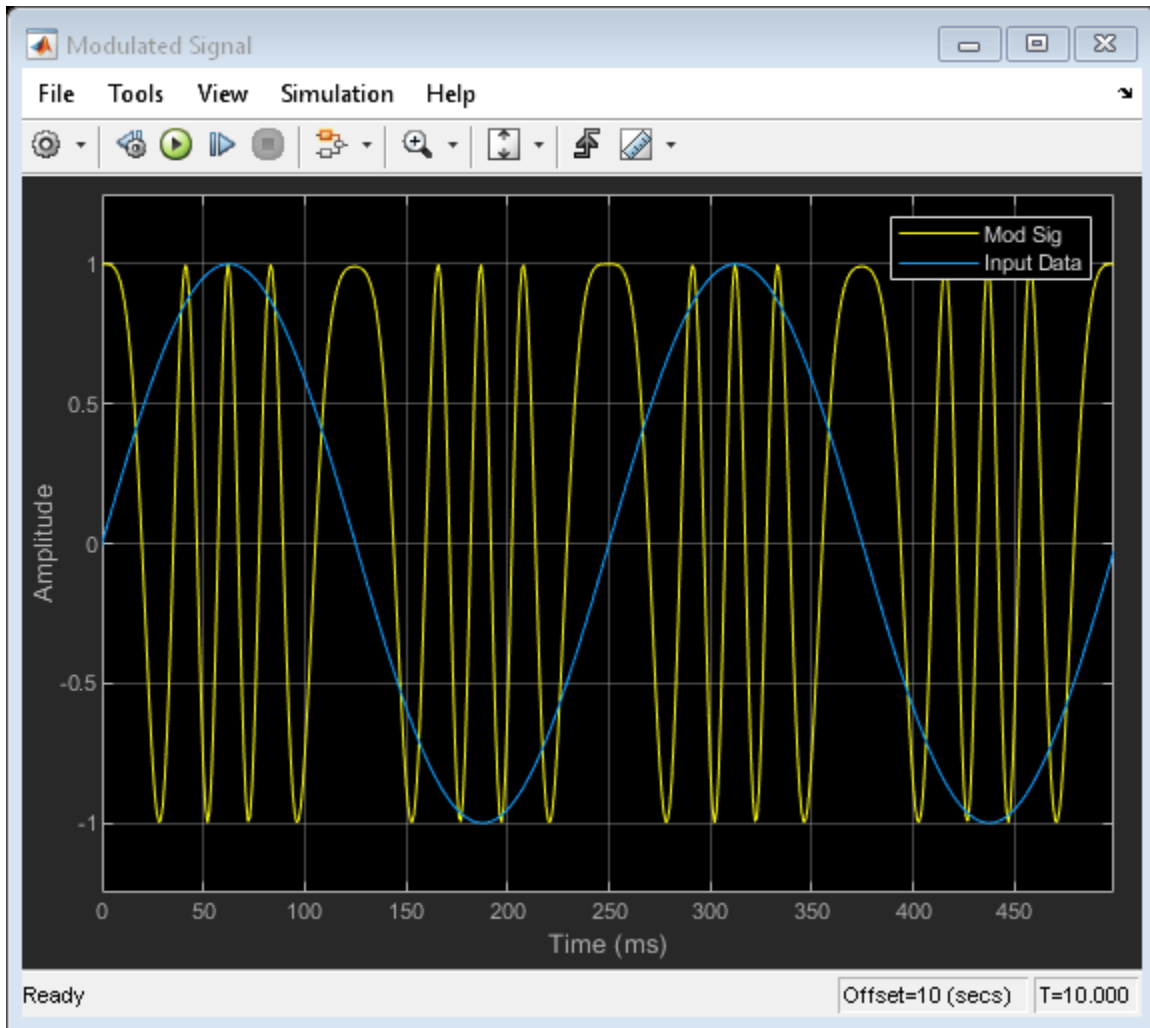 Modulated Signal
File Tools View Simulation Help
Mod Sig
Input Data
1
0.5
0
-0.5
-1
Amplitude
0 50 100 150 200 250 300 350 400 450
Time (ms)
Ready Offset=10 (secs) T=10.000